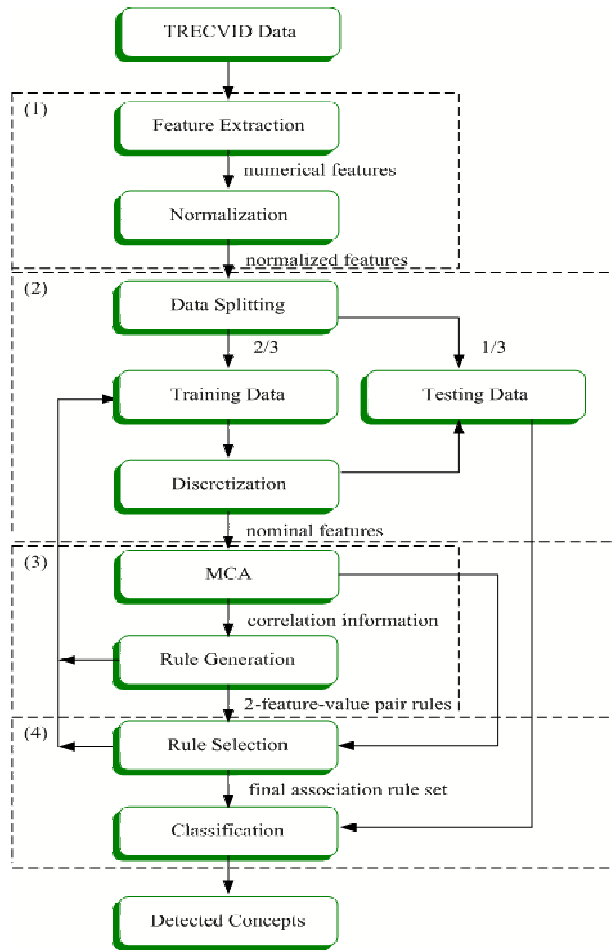 TRECVID Data
(1)
Feature Extraction
numerical features
Normalization
normalized features
(2)
Data Splitting
2/3
1/3
Training Data
Testing Data
Discretization
nominal features
(3)
MCA
correlation information
Rule Generation
2-feature-value pair rules
(4)
Rule Selection
final association rule set
Classification
Detected Concepts